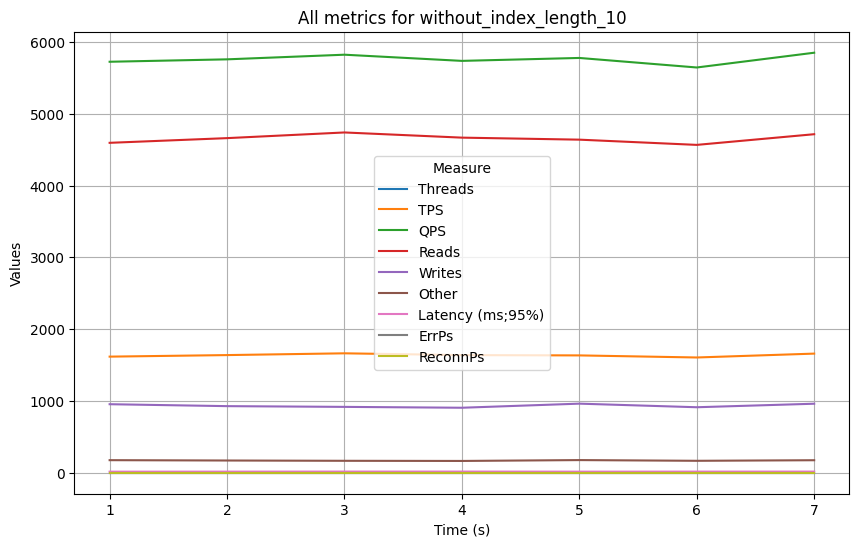 All metrics for without_index_length_10
6000
5000
4000
3000
2000
1000
0
Values
Measure
Threads
TPS
QPS
Reads
Writes
Other
Latency (ms;95%)
ErrPs
ReconnPs
1 2 3 4 5 6 7
Time (s)